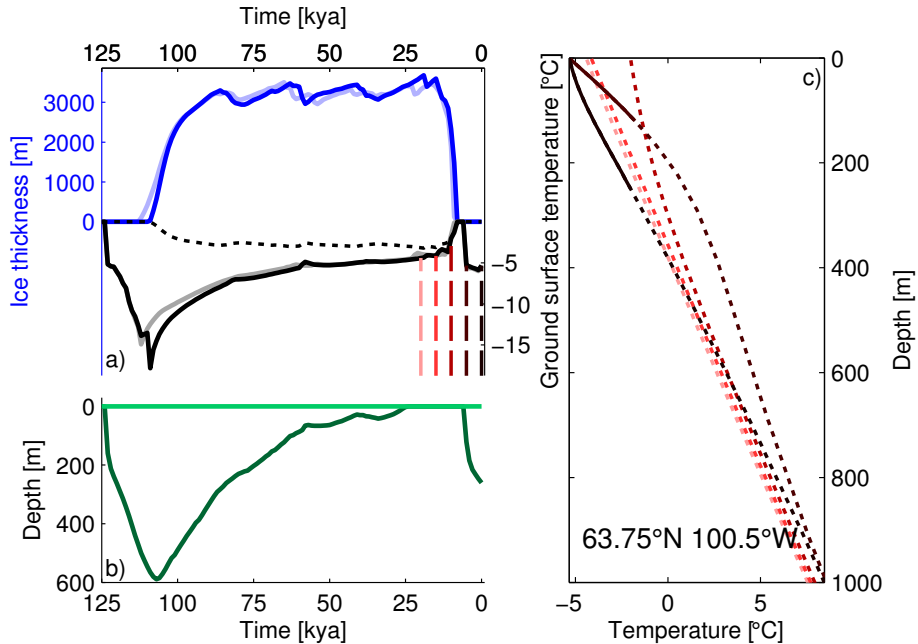 Time [kya]
125 100 75 50 25 0
Ice thickness [m]
3000
2000
1000
0
−5
−10
−15
Ground surface temperature [°C]
a)
Depth [m]
0
200
400
600
b)
125 100 75 50 25 0
Time [kya]
c)
0
200
400
600
800
1000
Depth [m]
63.75°N 100.5°W
−5 0 5
Temperature [°C]